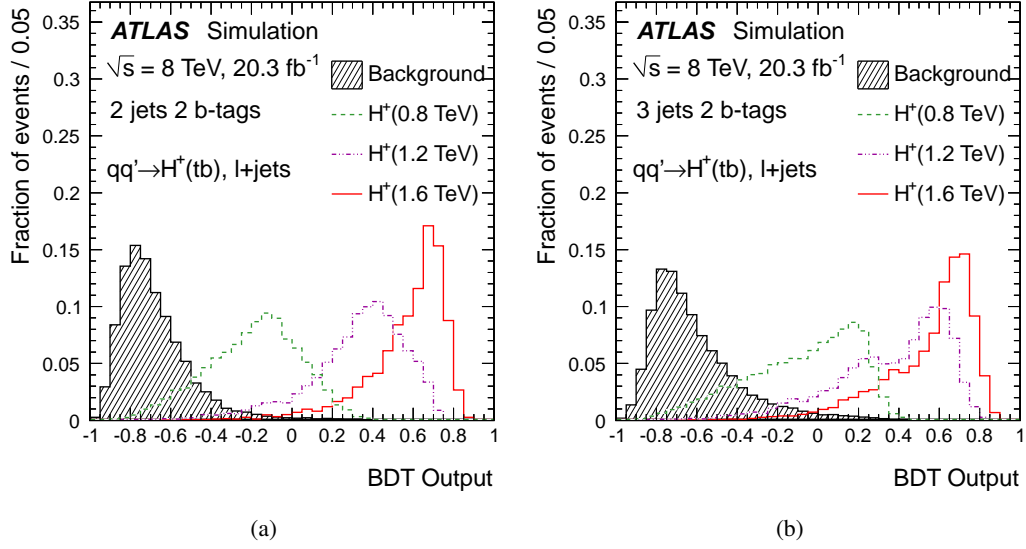 Fraction of events / 0.05
0.35
0.3
0.25
0.2
0.15
0.1
0.05
0
ATLAS Simulation
√s = 8 TeV, 20.3 fb⁻¹
2 jets 2 b-tags
qq'→H⁺(tb), l+jets
Background
H⁺(0.8 TeV)
H⁺(1.2 TeV)
H⁺(1.6 TeV)
-1 -0.8 -0.6 -0.4 -0.2 0 0.2 0.4 0.6 0.8 1
BDT Output
(a)
Fraction of events / 0.05
0.35
0.3
0.25
0.2
0.15
0.1
0.05
0
ATLAS Simulation
√s = 8 TeV, 20.3 fb⁻¹
3 jets 2 b-tags
qq'→H⁺(tb), l+jets
Background
H⁺(0.8 TeV)
H⁺(1.2 TeV)
H⁺(1.6 TeV)
-1 -0.8 -0.6 -0.4 -0.2 0 0.2 0.4 0.6 0.8 1
BDT Output
(b)